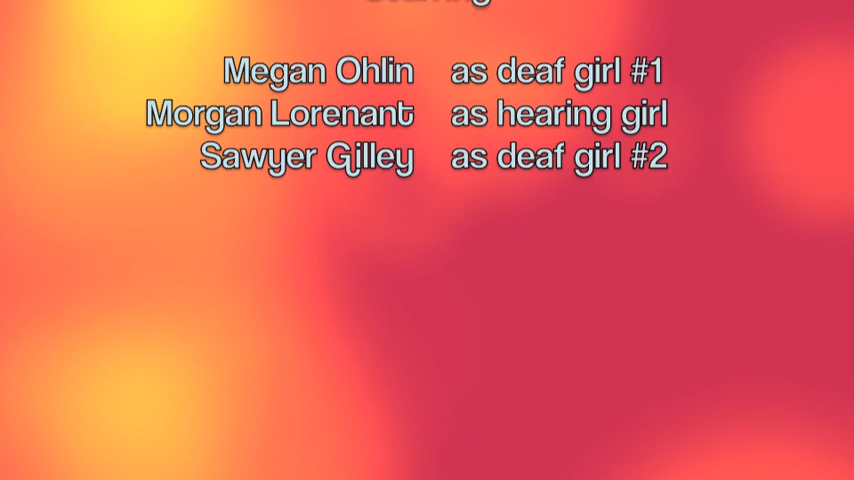 Megan Ohlin as deaf girl #1
Morgan Lorenant as hearing girl
Sawyer Gilley as deaf girl #2